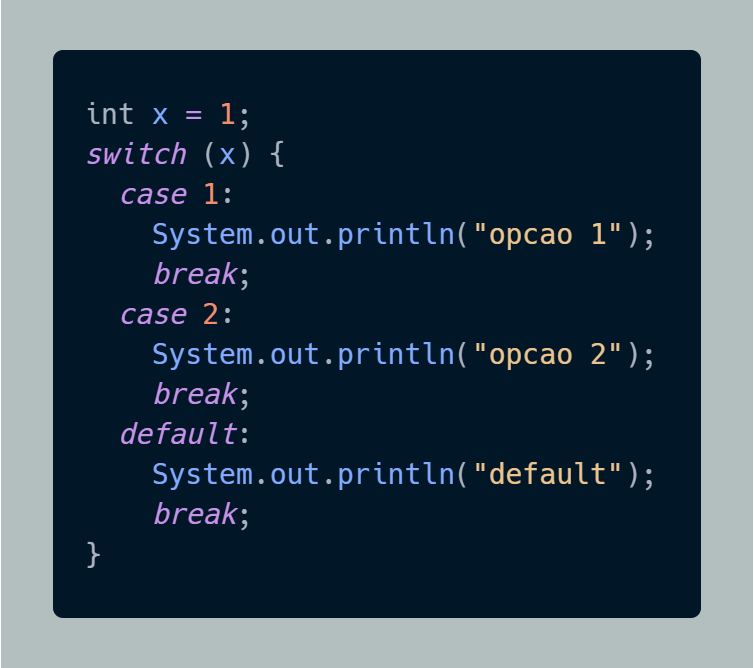 int x = 1;
switch (x) {
  case 1:
    System.out.println("opcao 1");
    break;
  case 2:
    System.out.println("opcao 2");
    break;
  default:
    System.out.println("default");
    break;
}